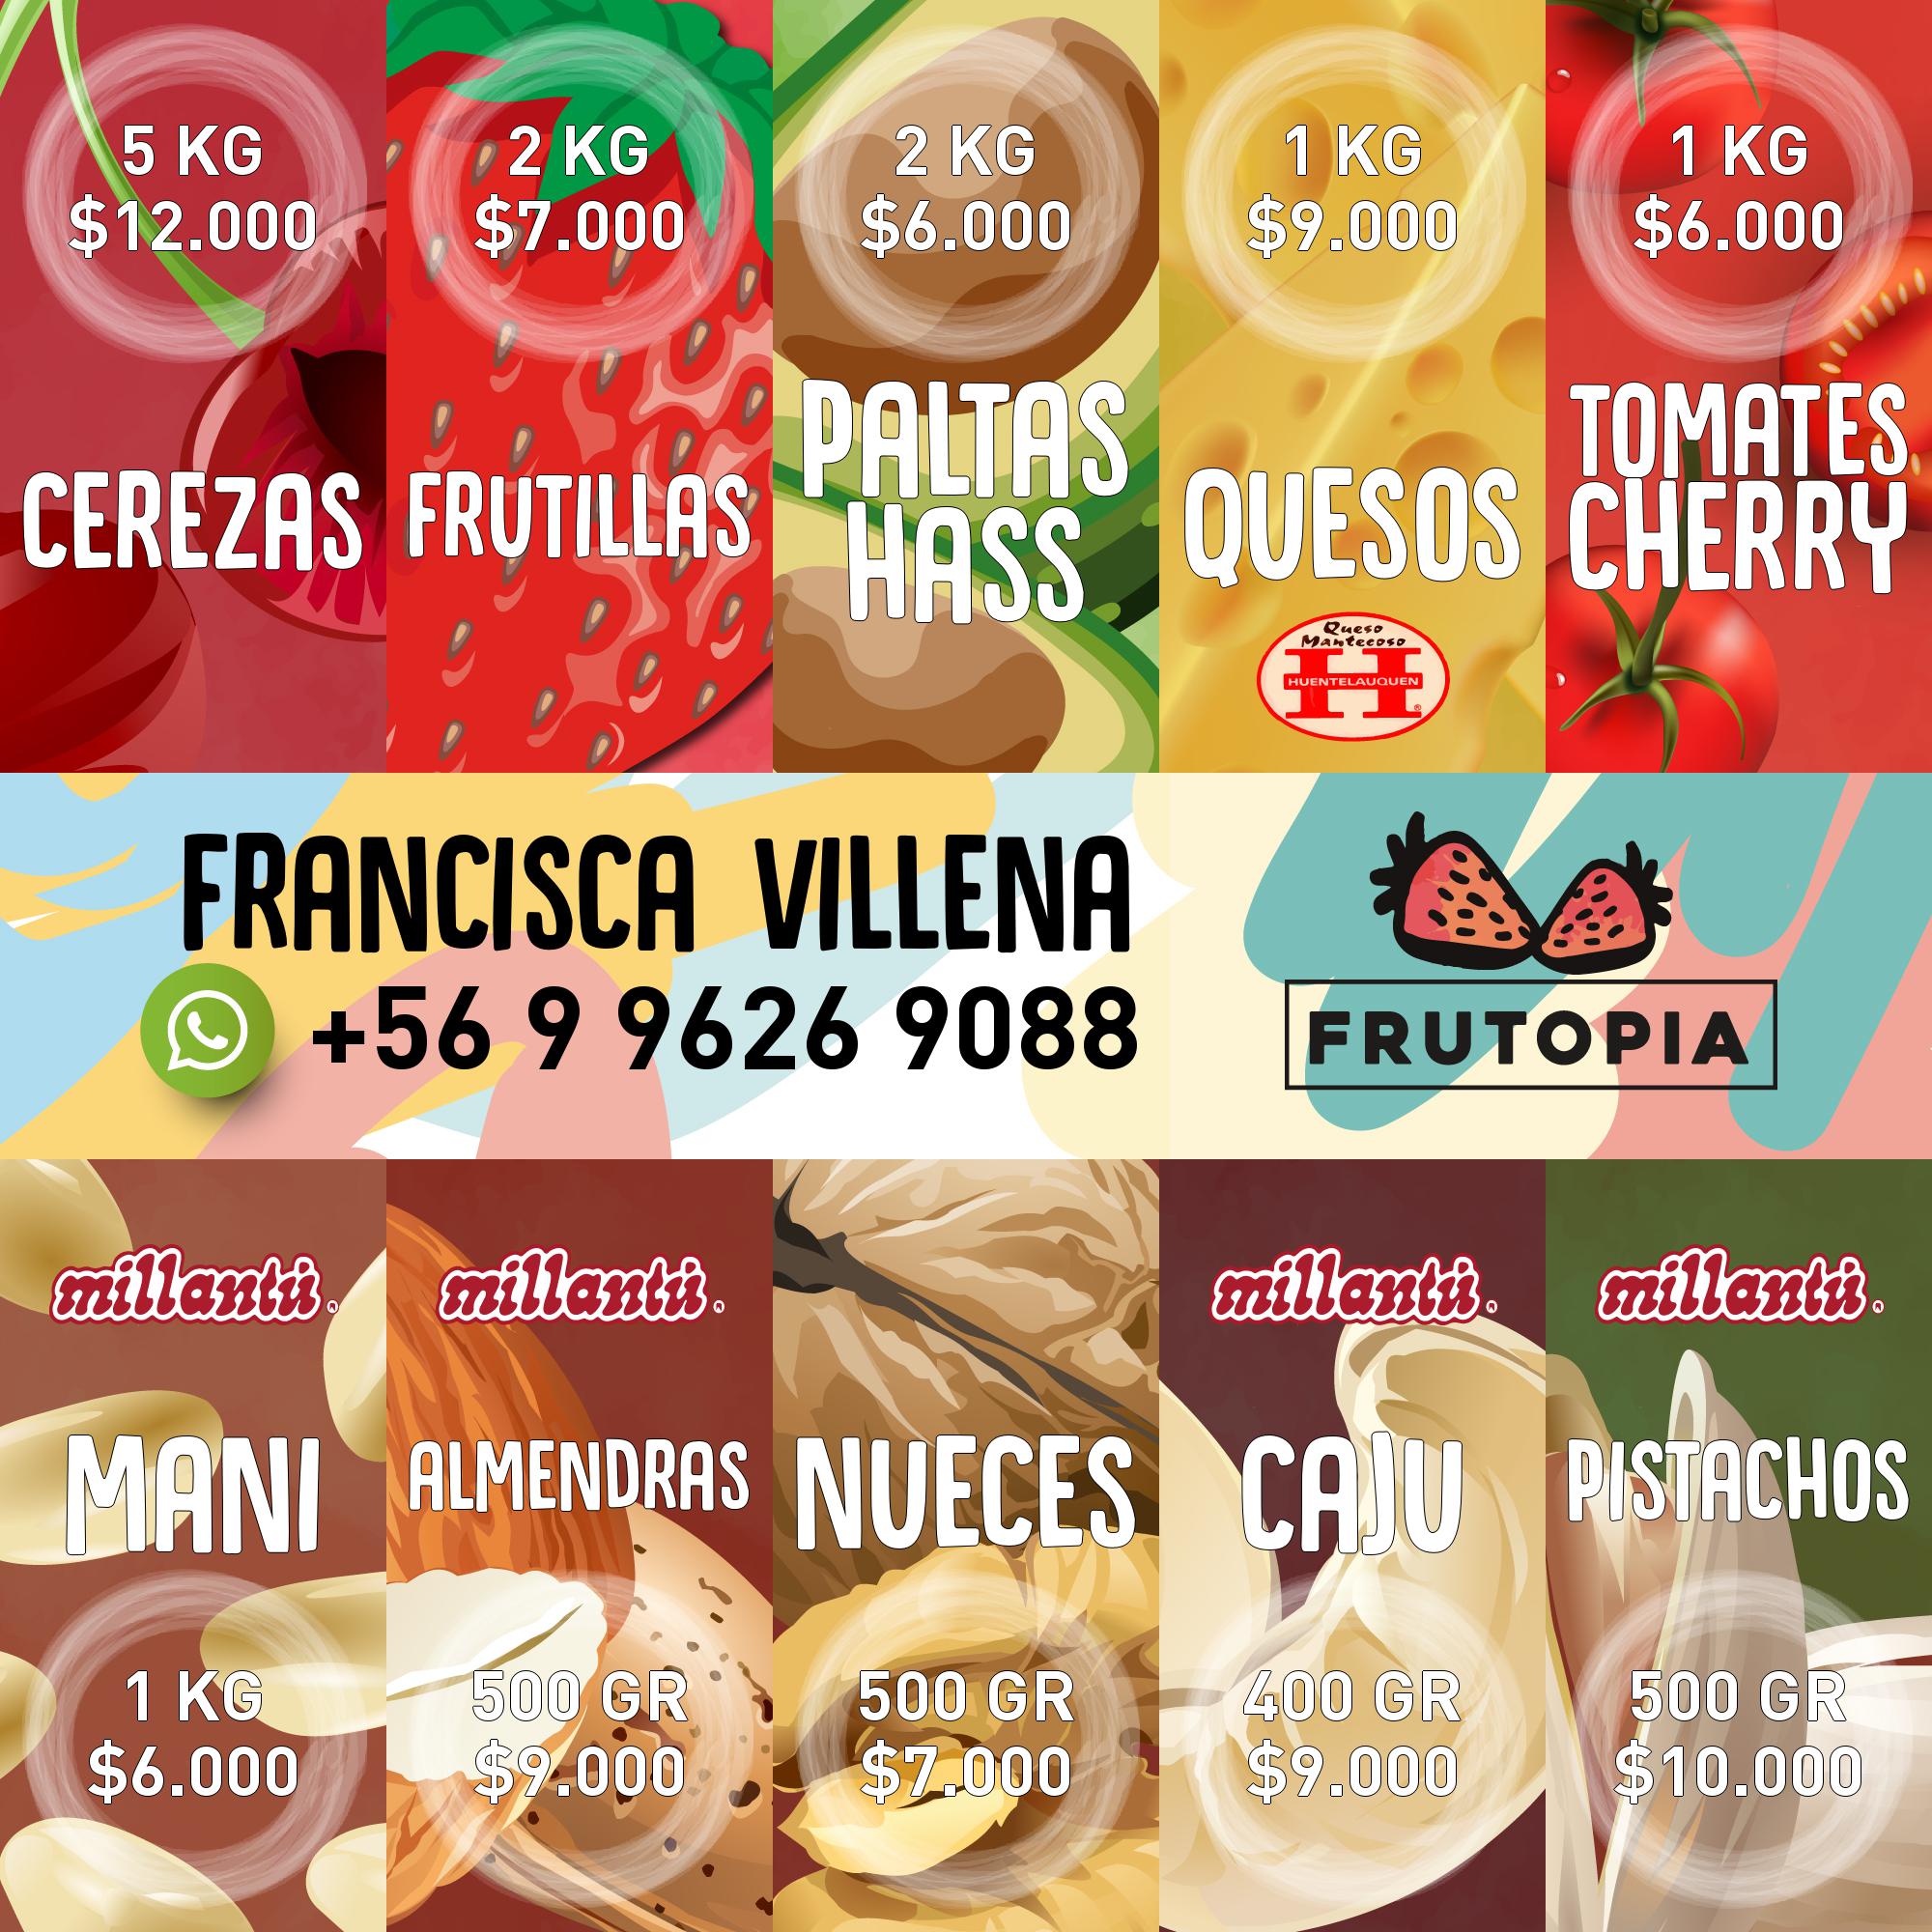 5 KG
$12.000
CEREZAS
2 KG
$7.000
FRUTILLAS
2 KG
$6.000
PALTAS
HASS
1 KG
$9.000
QUESOS
Queso
Mantecoso
H
HUENTELAUQUEN
®
1 KG
$6.000
TOMATES
CHERRY
FRANCISCA VILLENA
+56 9 9626 9088
FRUTOPIA
millantú®
MANI
1 KG
$6.000
millantú®
ALMENDRAS
500 GR
$9.000
NUECES
500 GR
$7.000
millantú®
CAJU
400 GR
$9.000
millantú®
PISTACHOS
500 GR
$10.000